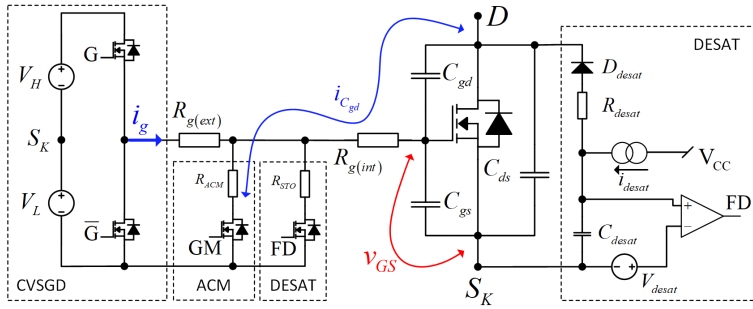 D
DESAT
G
V_H
i_g
R_g(ext)
i_Cgd
C_gd
D_desat
R_desat
S_K
R_g(int)
V_CC
C_ds
i_desat
V_L
R_ACM
R_STO
C_gs
FD
+
−
G̅
GM
FD
C_desat
v_GS
V_desat
S_K
CVSGD
ACM
DESAT